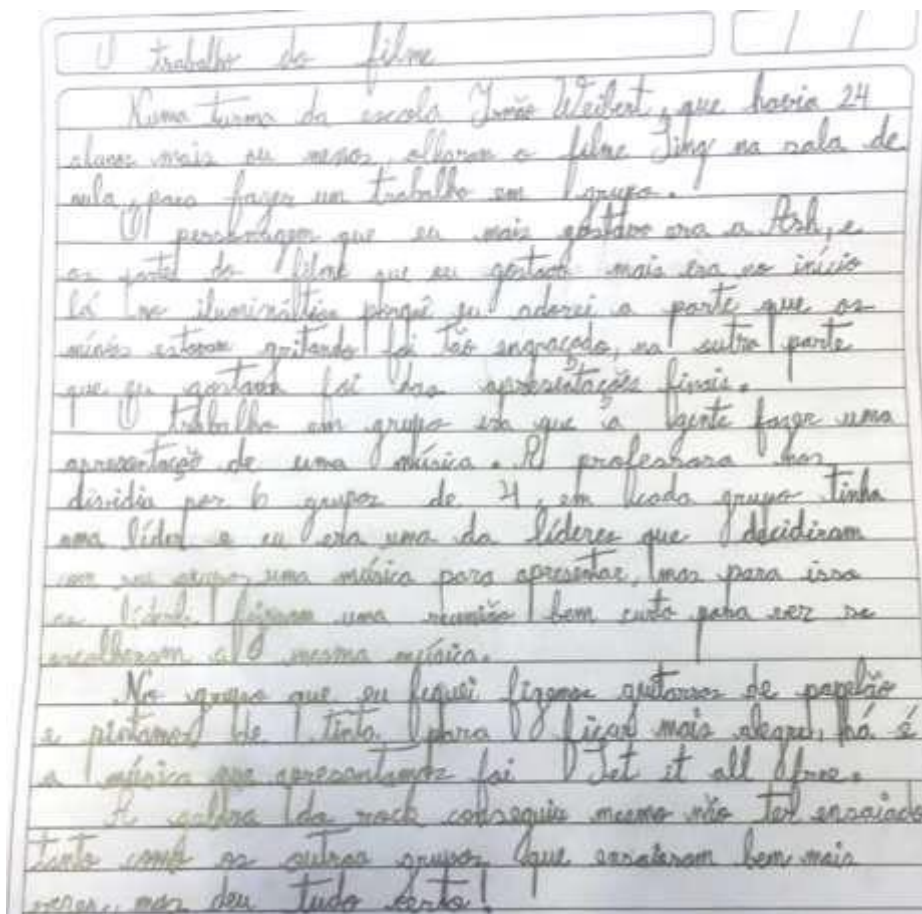 O trabalho do filme
Numa turma da escola Irmão Weibert, que havia 24
alunos mais ou menos, olharam o filme Sing na sala de
aula, para fazer um trabalho em grupo.
O personagem que eu mais gostava era a Ash, e
as partes do filme que eu gostava mais era no início
lá no porquê eu adorei a parte que os
estavam gritando foi tão engraçado, na outra parte
que eu gostava foi das apresentações finais.
O trabalho em grupo era que a gente fazer uma
apresentação de uma música. A professora nos
dividiu por 6 grupos de 4, em cada grupo tinha
uma líder e eu era uma da líderes que decidiram
com seu grupo uma música para apresentar, mas para isso
as líderes fizeram uma reunião bem curta para ver se
escolheram a mesma música.
No grupo que eu fiquei fizemos guitarras de papelão
e pintamos de tinta para ficar mais alegre, há é
a música que apresentamos foi Set it all free.
A galera do rock conseguiu mesmo não ter ensaiado
tanto como os outros grupos que ensaiaram bem mais
vezes, mas deu tudo certo!